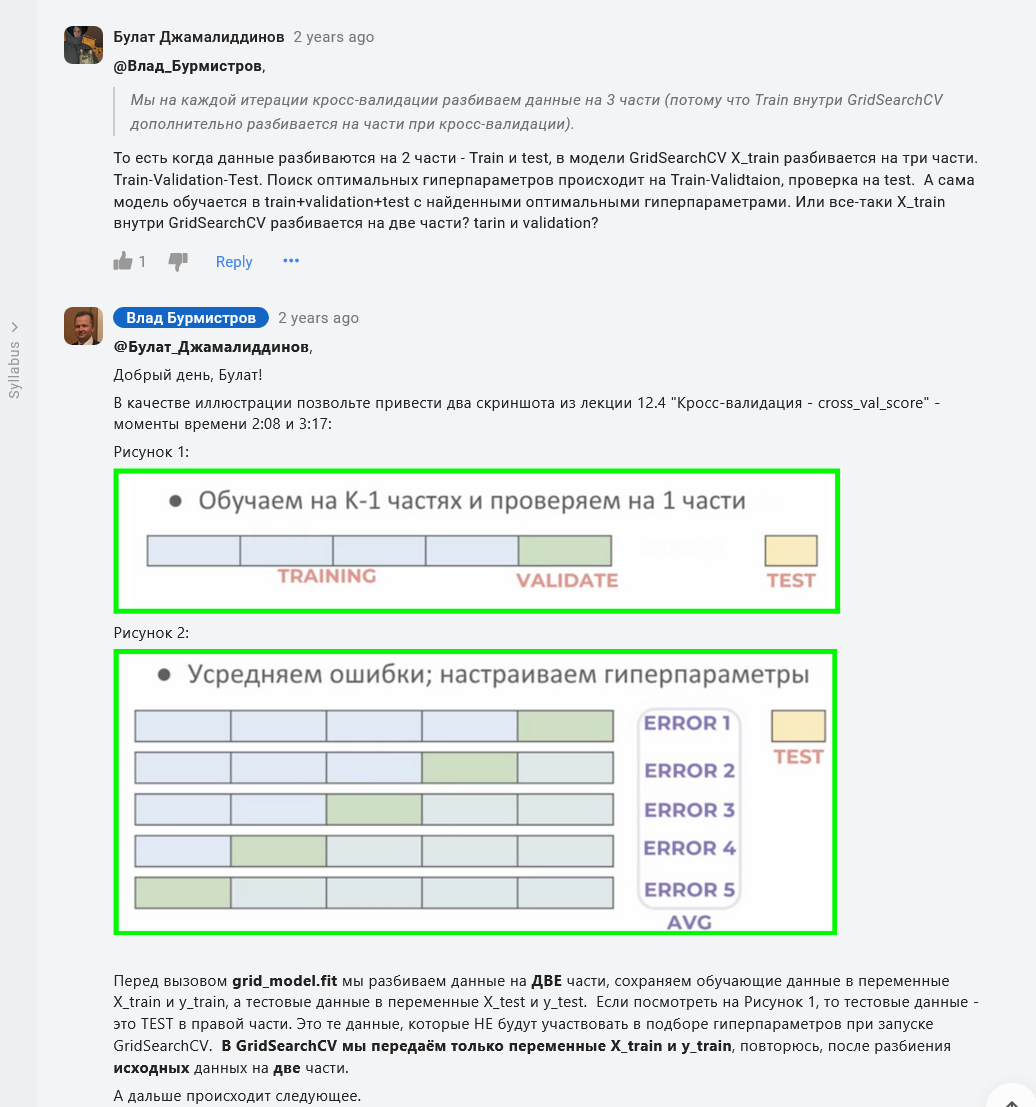 Булат Джамалиддинов 2 years ago
@Влад_Бурмистров,
Мы на каждой итерации кросс-валидации разбиваем данные на 3 части (потому что Train внутри GridSearchCV
дополнительно разбивается на части при кросс-валидации).
То есть когда данные разбиваются на 2 части - Train и test, в модели GridSearchCV X_train разбивается на три части.
Train-Validation-Test. Поиск оптимальных гиперпараметров происходит на Train-Validtaion, проверка на test.  А сама
модель обучается в train+validation+test с найденными оптимальными гиперпараметрами. Или все-таки X_train
внутри GridSearchCV разбивается на две части? tarin и validation?
1 Reply •••
Влад Бурмистров 2 years ago
@Булат_Джамалиддинов,
Добрый день, Булат!
В качестве иллюстрации позвольте привести два скриншота из лекции 12.4 "Кросс-валидация - cross_val_score" -
моменты времени 2:08 и 3:17:
Рисунок 1:
• Обучаем на K-1 частях и проверяем на 1 части
TRAINING VALIDATE TEST
Рисунок 2:
• Усредняем ошибки; настраиваем гиперпараметры
ERROR 1
TEST
ERROR 2
ERROR 3
ERROR 4
ERROR 5
AVG
Перед вызовом grid_model.fit мы разбиваем данные на ДВЕ части, сохраняем обучающие данные в переменные
X_train и y_train, а тестовые данные в переменные X_test и y_test.  Если посмотреть на Рисунок 1, то тестовые данные -
это TEST в правой части. Это те данные, которые НЕ будут участвовать в подборе гиперпараметров при запуске
GridSearchCV.  В GridSearchCV мы передаём только переменные X_train и y_train, повторюсь, после разбиения
исходных данных на две части.
А дальше происходит следующее.
Syllabus